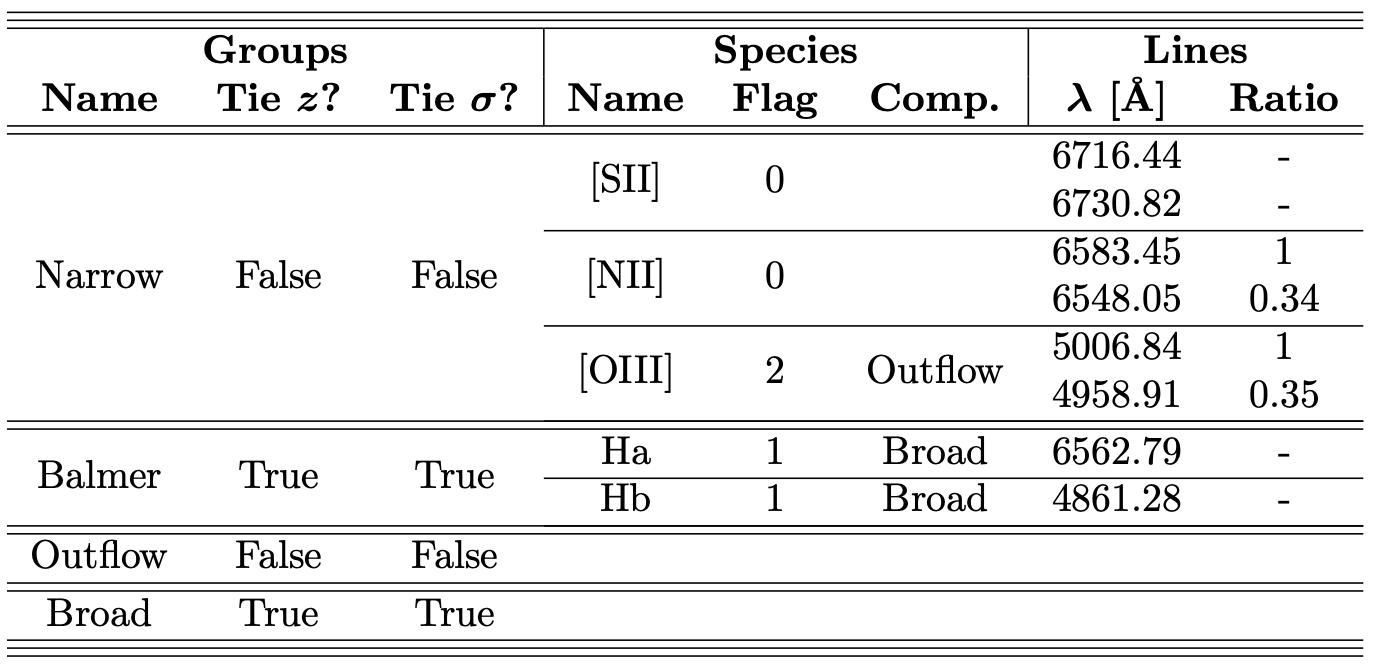 Groups Species Lines
Name Tie z? Tie σ? Name Flag Comp. λ [Å] Ratio
6716.44 -
[SII] 0
6730.82 -
6583.45 1
Narrow False False [NII] 0
6548.05 0.34
5006.84 1
[OIII] 2 Outflow
4958.91 0.35
Ha 1 Broad 6562.79 -
Balmer True True
Hb 1 Broad 4861.28 -
Outflow False False
Broad True True